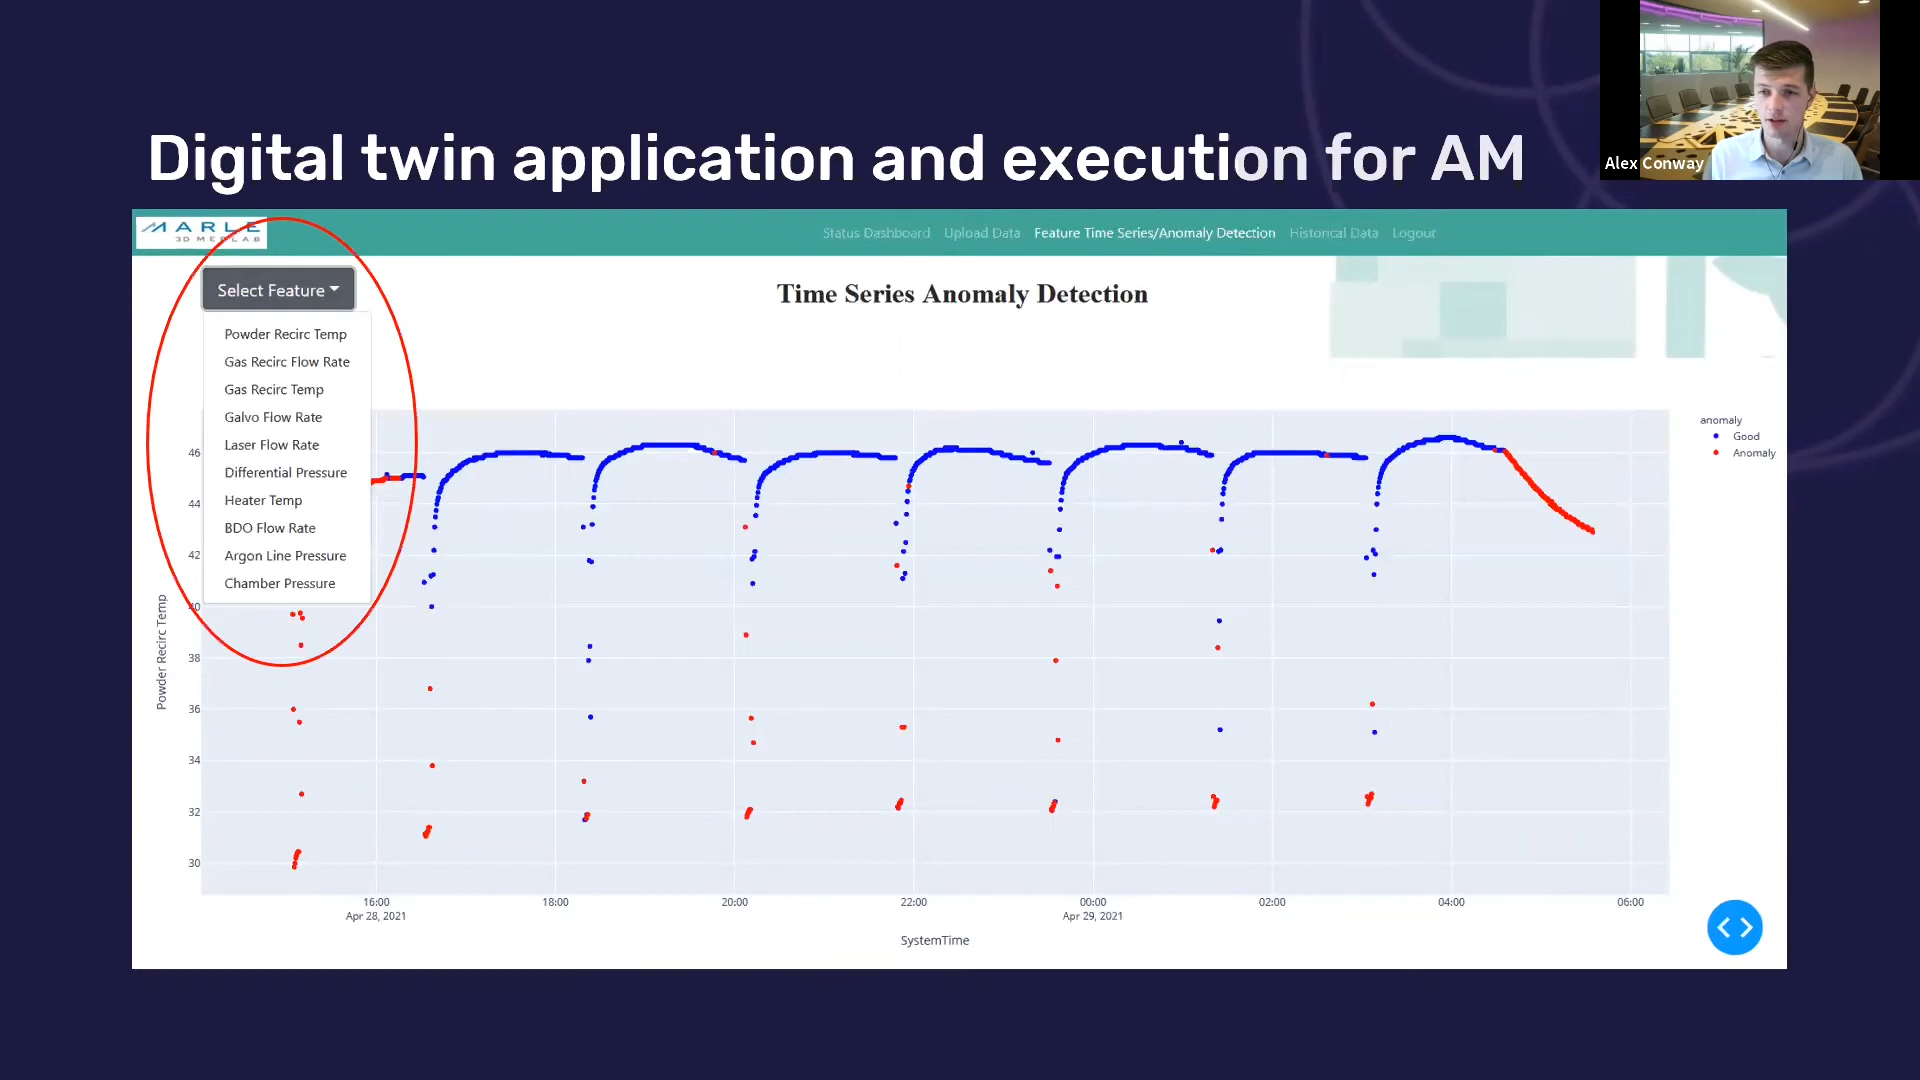 Alex Conway
Digital twin application and execution for AM
MARLE
3D MEDLAB
Status Dashboard Upload Data Feature Time Series/Anomaly Detection Historical Data Logout
Select Feature
Time Series Anomaly Detection
Powder Recirc Temp
Gas Recirc Flow Rate
Gas Recirc Temp
Galvo Flow Rate
Laser Flow Rate
Differential Pressure
Heater Temp
BDO Flow Rate
Argon Line Pressure
Chamber Pressure
anomaly
Good
Anomaly
46
44
42
40
38
36
34
32
30
Powder Recirc Temp
16:00 18:00 20:00 22:00 00:00 02:00 04:00 06:00
Apr 28, 2021 Apr 29, 2021
SystemTime